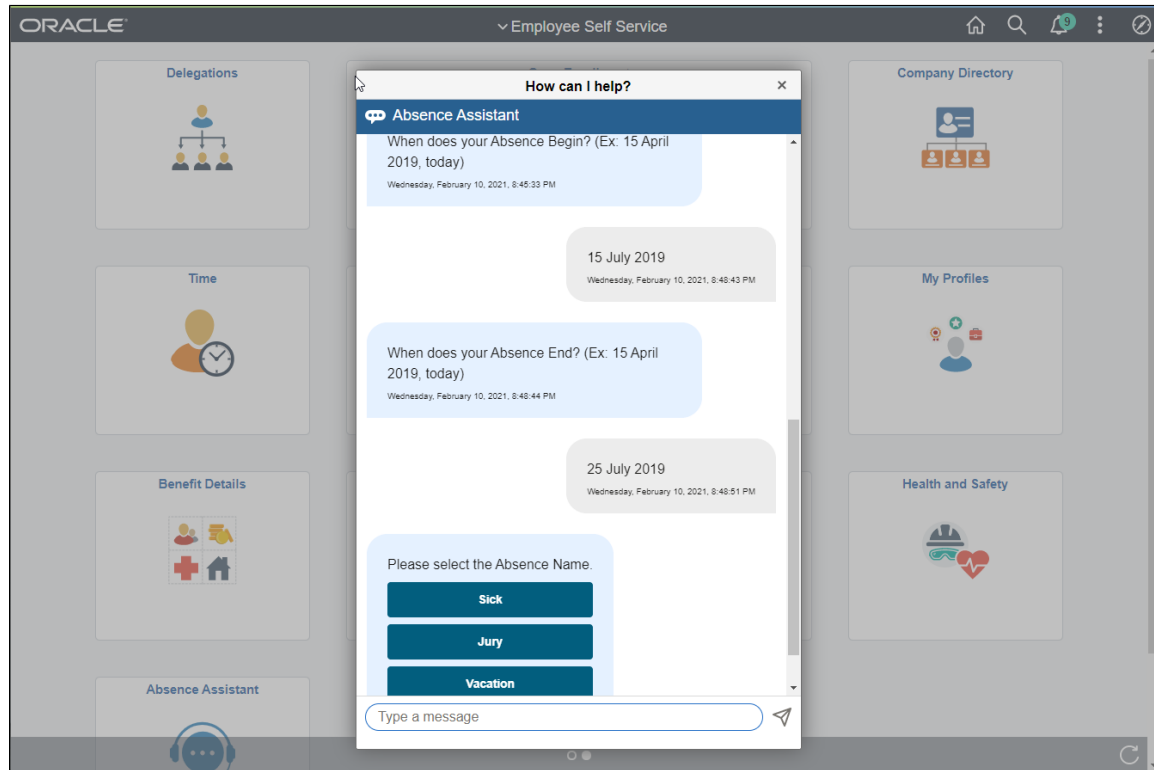 ORACLE
Employee Self Service
9
Delegations
Company Directory
How can I help?
×
Absence Assistant
When does your Absence Begin? (Ex: 15 April
2019, today)
Wednesday, February 10, 2021, 8:45:33 PM
15 July 2019
Wednesday, February 10, 2021, 8:48:43 PM
Time
My Profiles
When does your Absence End? (Ex: 15 April
2019, today)
Wednesday, February 10, 2021, 8:48:44 PM
25 July 2019
Wednesday, February 10, 2021, 8:48:51 PM
Benefit Details
Health and Safety
Please select the Absence Name.
Sick
Jury
Vacation
Absence Assistant
Type a message